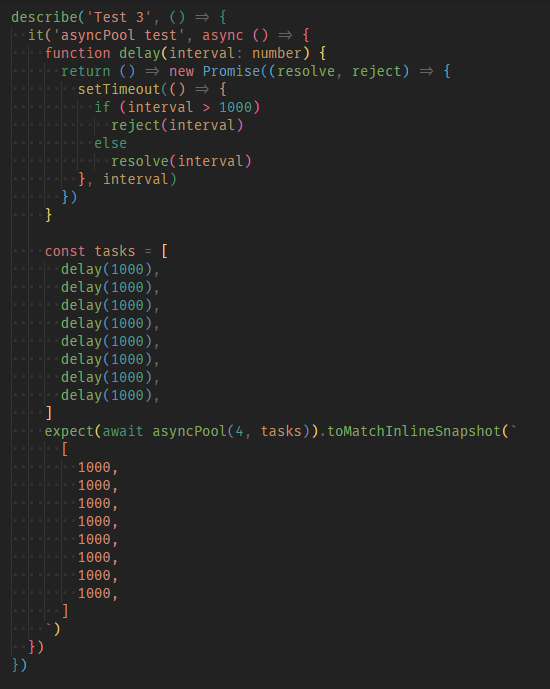 describe('Test 3', () => {
  it('asyncPool test', async () => {
    function delay(interval: number) {
      return () => new Promise((resolve, reject) => {
        setTimeout(() => {
          if (interval > 1000)
            reject(interval)
          else
            resolve(interval)
        }, interval)
      })
    }

    const tasks = [
      delay(1000),
      delay(1000),
      delay(1000),
      delay(1000),
      delay(1000),
      delay(1000),
      delay(1000),
      delay(1000),
    ]
    expect(await asyncPool(4, tasks)).toMatchInlineSnapshot(`
      [
        1000,
        1000,
        1000,
        1000,
        1000,
        1000,
        1000,
        1000,
      ]
    `)
  })
})